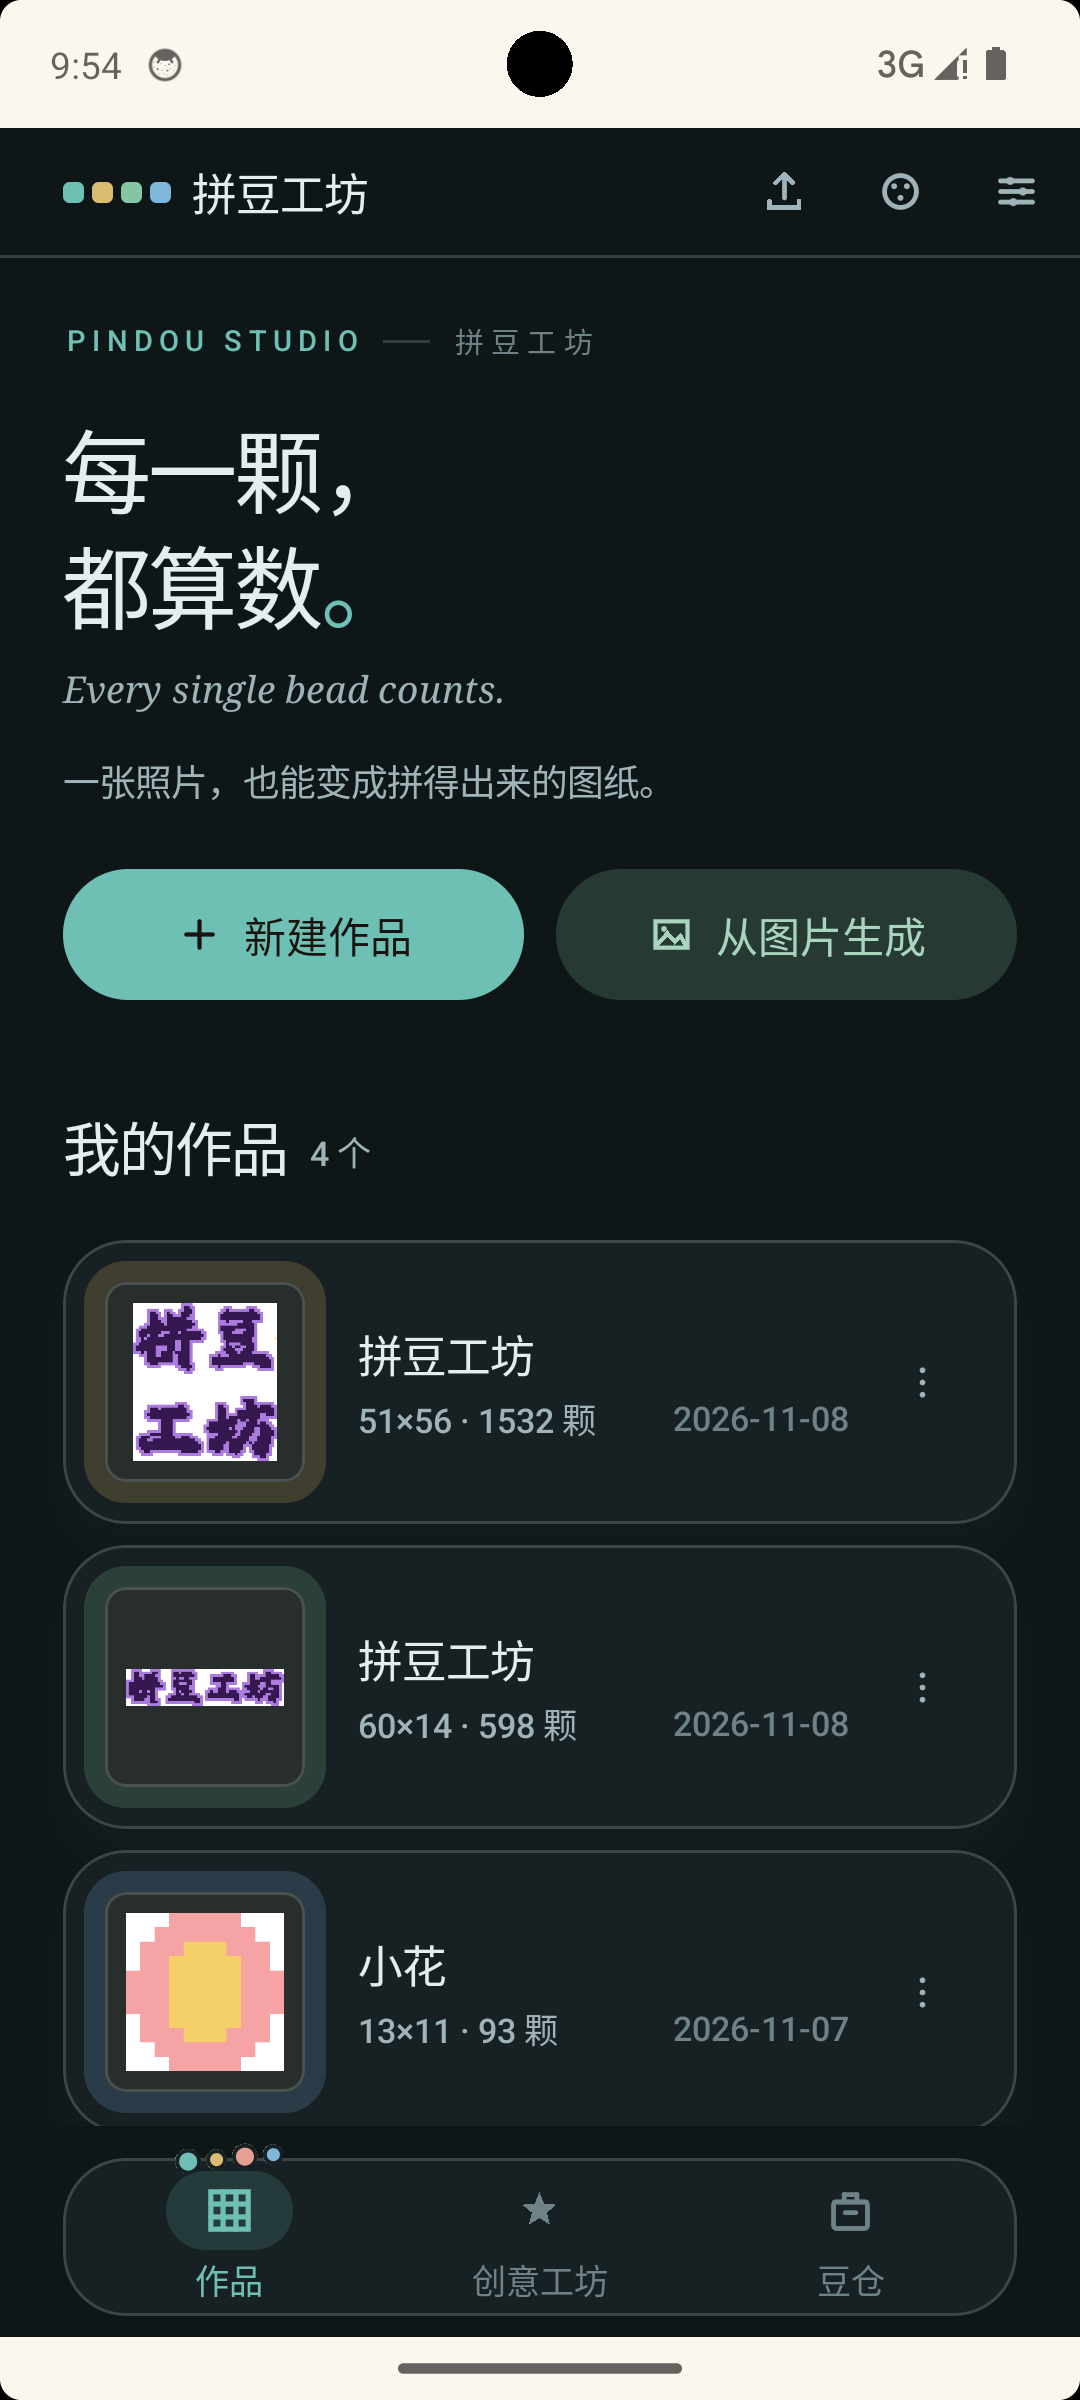 9:54
3G
拼豆工坊
PINDOU STUDIO — 拼豆工坊
每一颗，
都算数。
Every single bead counts.
一张照片，也能变成拼得出来的图纸。
新建作品
从图片生成
我的作品 4 个
拼豆
工坊
拼豆工坊
51×56 · 1532 颗
2026-11-08
拼豆工坊
拼豆工坊
60×14 · 598 颗
2026-11-08
小花
13×11 · 93 颗
2026-11-07
作品
创意工坊
豆仓